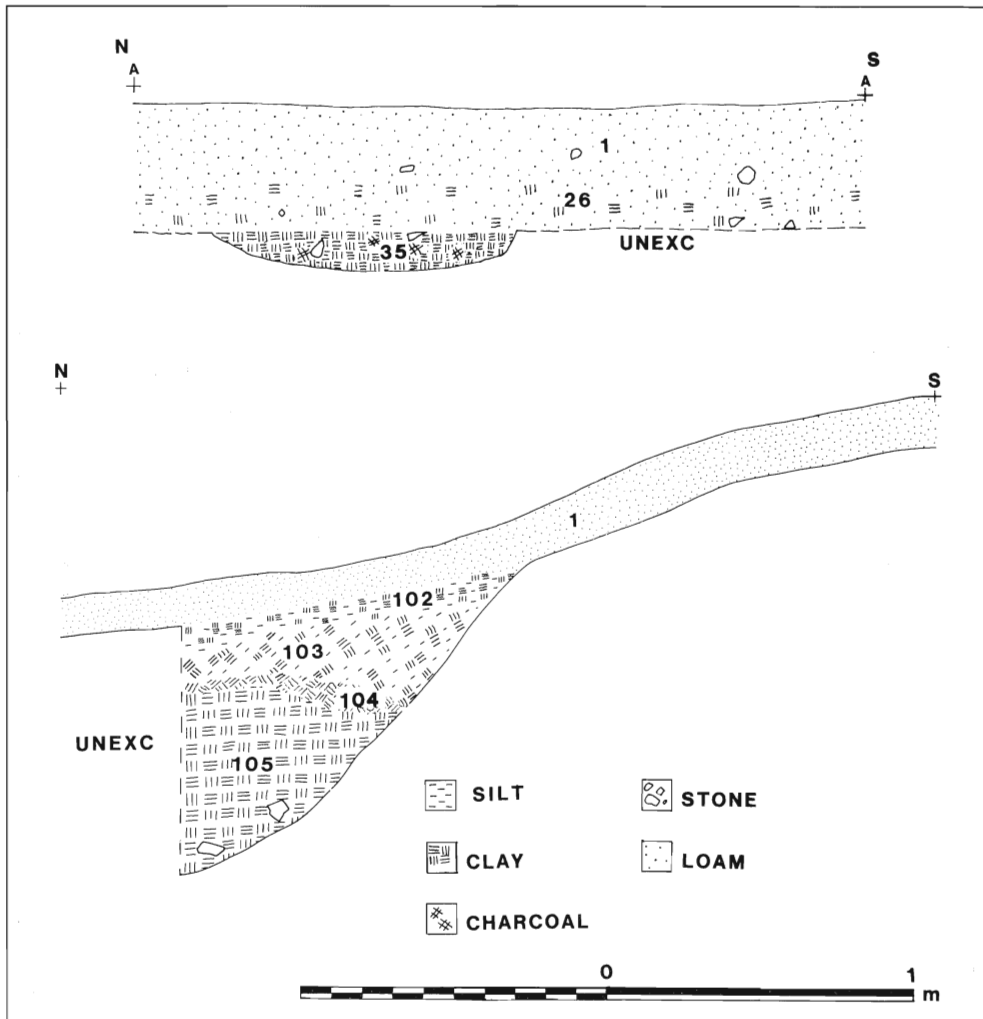 N
A
S
A
1
26
35
UNEXC
N
S
1
102
103
104
UNEXC
105
SILT
STONE
CLAY
LOAM
CHARCOAL
0 1
m